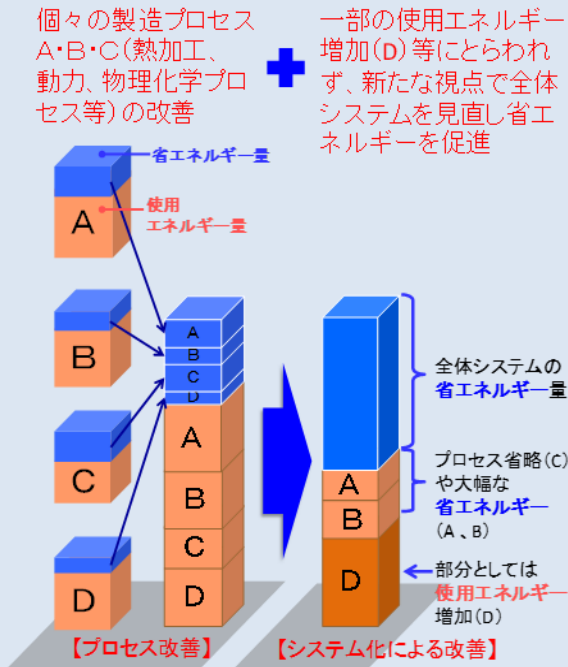 個々の製造プロセス
A・B・C(熱加工、
動力、物理化学プロ
セス等)の改善
+
一部の使用エネルギー
増加(D)等にとらわれ
ず、新たな視点で全体
システムを見直し省エ
ネルギーを促進
省エネルギー量
使用
エネルギー量
A
B
C
D
A
B
C
D
A
B
C
D
A
B
D
全体システムの
省エネルギー量
プロセス省略(C)
や大幅な
省エネルギー
(A、B)
部分としては
使用エネルギー
増加(D)
【プロセス改善】
【システム化による改善】